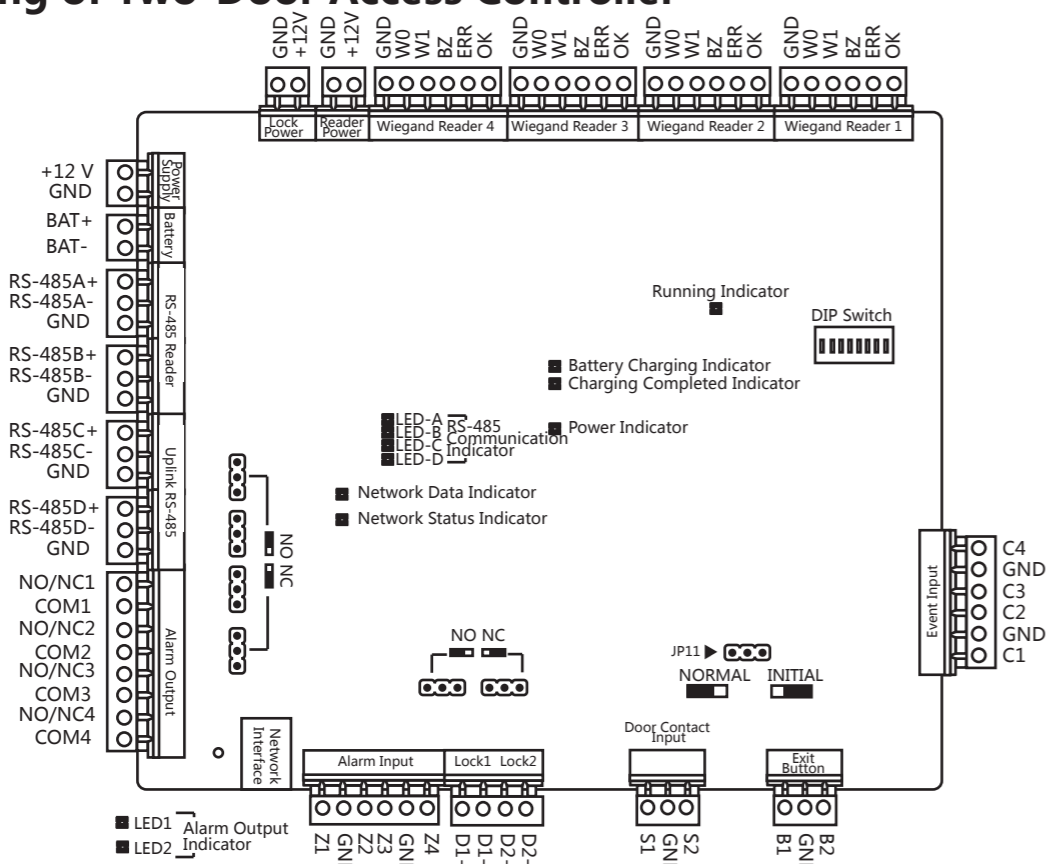 ng of Two-Door Access Controller
GND
+12V
GND
+12V
GND
W0
W1
BZ
ERR
OK
GND
W0
W1
BZ
ERR
OK
GND
W0
W1
BZ
ERR
OK
GND
W0
W1
BZ
ERR
OK
Lock Power
Reader Power
Wiegand Reader 4
Wiegand Reader 3
Wiegand Reader 2
Wiegand Reader 1
+12 V
GND
Power Supply
BAT+
BAT-
Battery
RS-485A+
RS-485A-
GND
RS-485B+
RS-485B-
GND
RS-485 Reader
RS-485C+
RS-485C-
GND
RS-485D+
RS-485D-
GND
Uplink RS-485
NO/NC1
COM1
NO/NC2
COM2
NO/NC3
COM3
NO/NC4
COM4
Alarm Output
Running Indicator
DIP Switch
Battery Charging Indicator
Charging Completed Indicator
Power Indicator
LED-A
LED-B
LED-C
LED-D
RS-485
Communication
Indicator
Network Data Indicator
Network Status Indicator
NO NC
NO NC
JP11
NORMAL
INITIAL
Event Input
C4
GND
C3
C2
GND
C1
Network Interface
Alarm Input
Lock1 Lock2
Door Contact
Input
Exit
Button
Z1
Z2
Z3
Z4
S1
S2
B1
B2
LED1
LED2
Alarm Output
Indicator